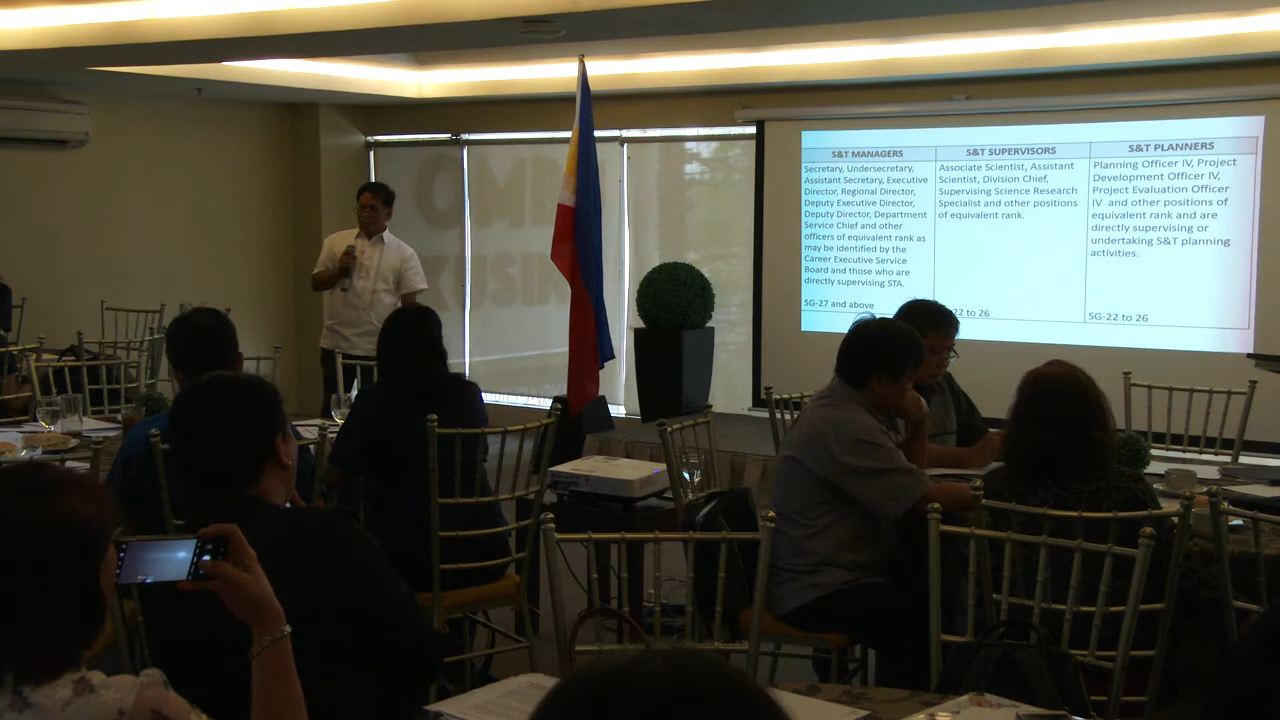 S&T MANAGERS
Secretary, Undersecretary,
Assistant Secretary, Executive
Director, Regional Director,
Deputy Executive Director,
Deputy Director, Department
Service Chief and other
officers of equivalent rank as
may be identified by the
Career Executive Service
Board and those who are
directly supervising STA.
SG-27 and above
S&T SUPERVISORS
Associate Scientist, Assistant
Scientist, Division Chief,
Supervising Science Research
Specialist and other positions
of equivalent rank.
22 to 26
S&T PLANNERS
Planning Officer IV, Project
Development Officer IV,
Project Evaluation Officer
IV and other positions of
equivalent rank and are
directly supervising or
undertaking S&T planning
activities.
SG-22 to 26